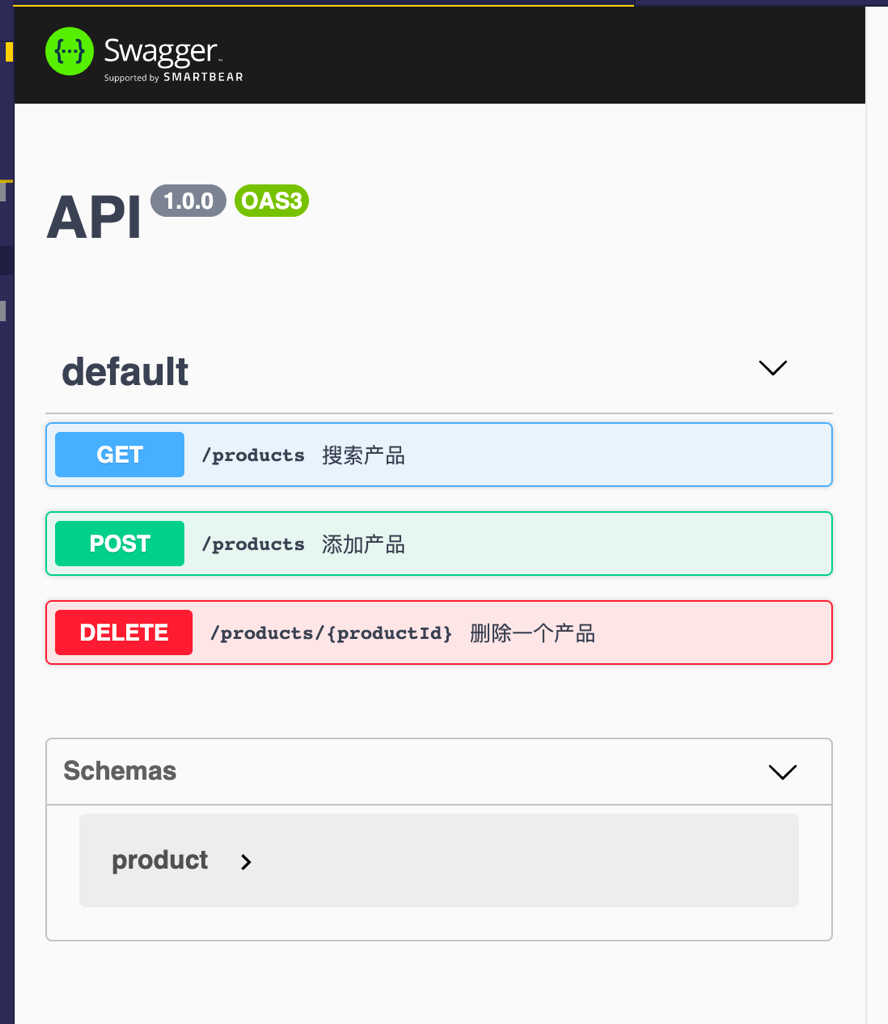 Swagger™
Supported by SMARTBEAR
API 1.0.0 OAS3
default
GET /products 搜索产品
POST /products 添加产品
DELETE /products/{productId} 删除一个产品
Schemas
product